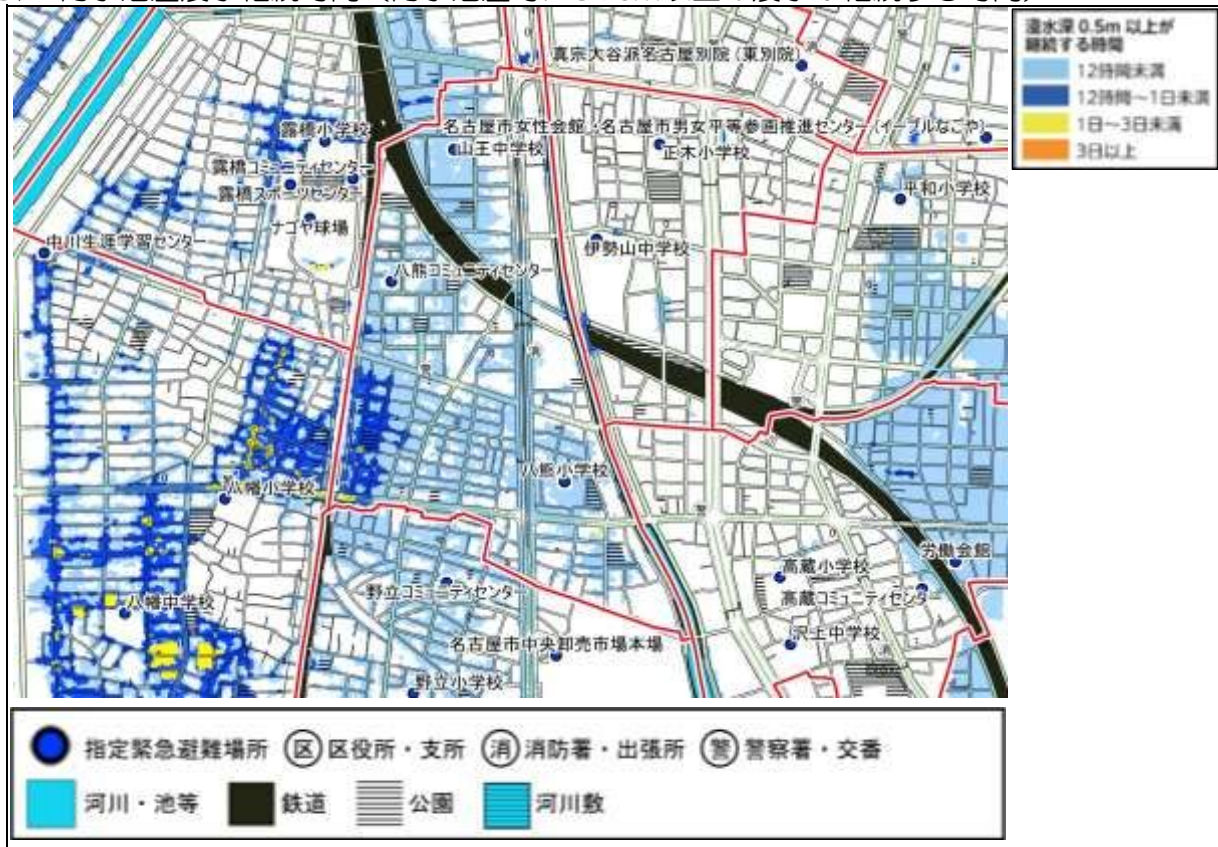 浸水深 0.5m 以上が
継続する時間
12時間未満
12時間~1日未満
1日~3日未満
3日以上
真宗大谷派名古屋別院(東別院)
露橋小学校
名古屋市女性会館・名古屋市男女平等参画推進センター(イーブルなごや)
山王中学校
正木小学校
露橋コミュニティセンター
露橋スポーツセンター
平和小学校
ナゴヤ球場
中川生涯学習センター
伊勢山中学校
八熊コミュニティセンター
八熊小学校
八幡小学校
労働会館
高蔵小学校
野立コミュニティセンター
高蔵コミュニティセンター
八幡中学校
沢上中学校
名古屋市中央卸売市場本場
野立小学校
指定緊急避難場所 区 区役所・支所 消 消防署・出張所 警 警察署・交番
河川・池等 鉄道 公園 河川敷